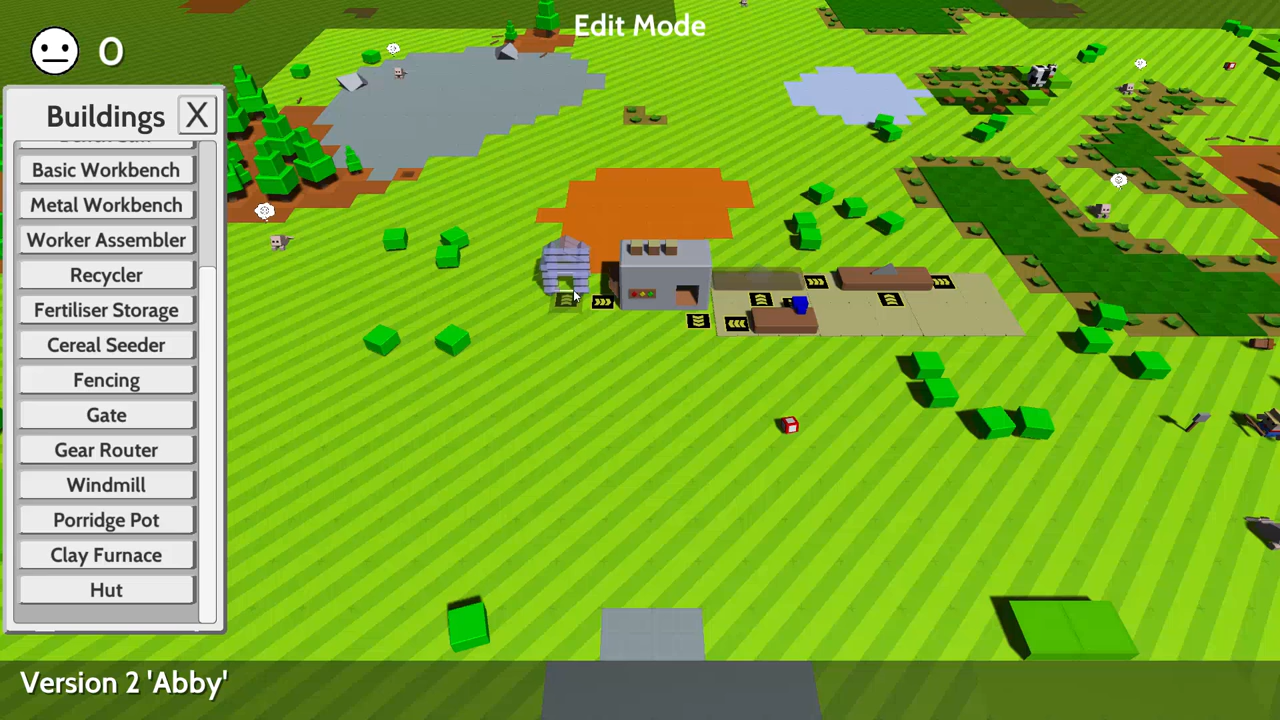 Edit Mode
0
Buildings X
Basic Workbench
Metal Workbench
Worker Assembler
Recycler
Fertiliser Storage
Cereal Seeder
Fencing
Gate
Gear Router
Windmill
Porridge Pot
Clay Furnace
Hut
Version 2 'Abby'